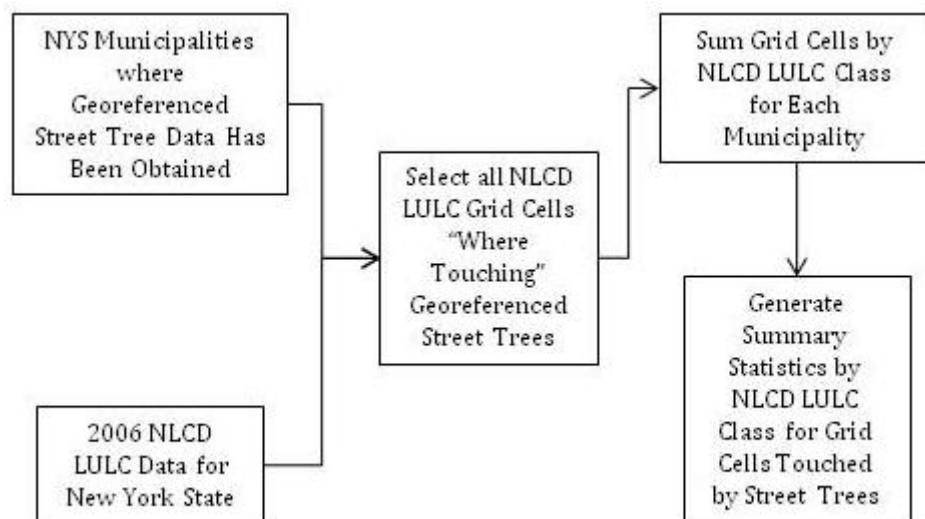 NYS Municipalities
where
Georeferenced
Street Tree Data Has
Been Obtained
2006 NLCD
LULC Data for
New York State
Select all NLCD
LULC Grid Cells
“Where
Touching”
Georeferenced
Street Trees
Sum Grid Cells by
NLCD LULC Class
for Each
Municipality
Generate
Summary
Statistics by
NLCD LULC
Class for Grid
Cells Touched
by Street Trees